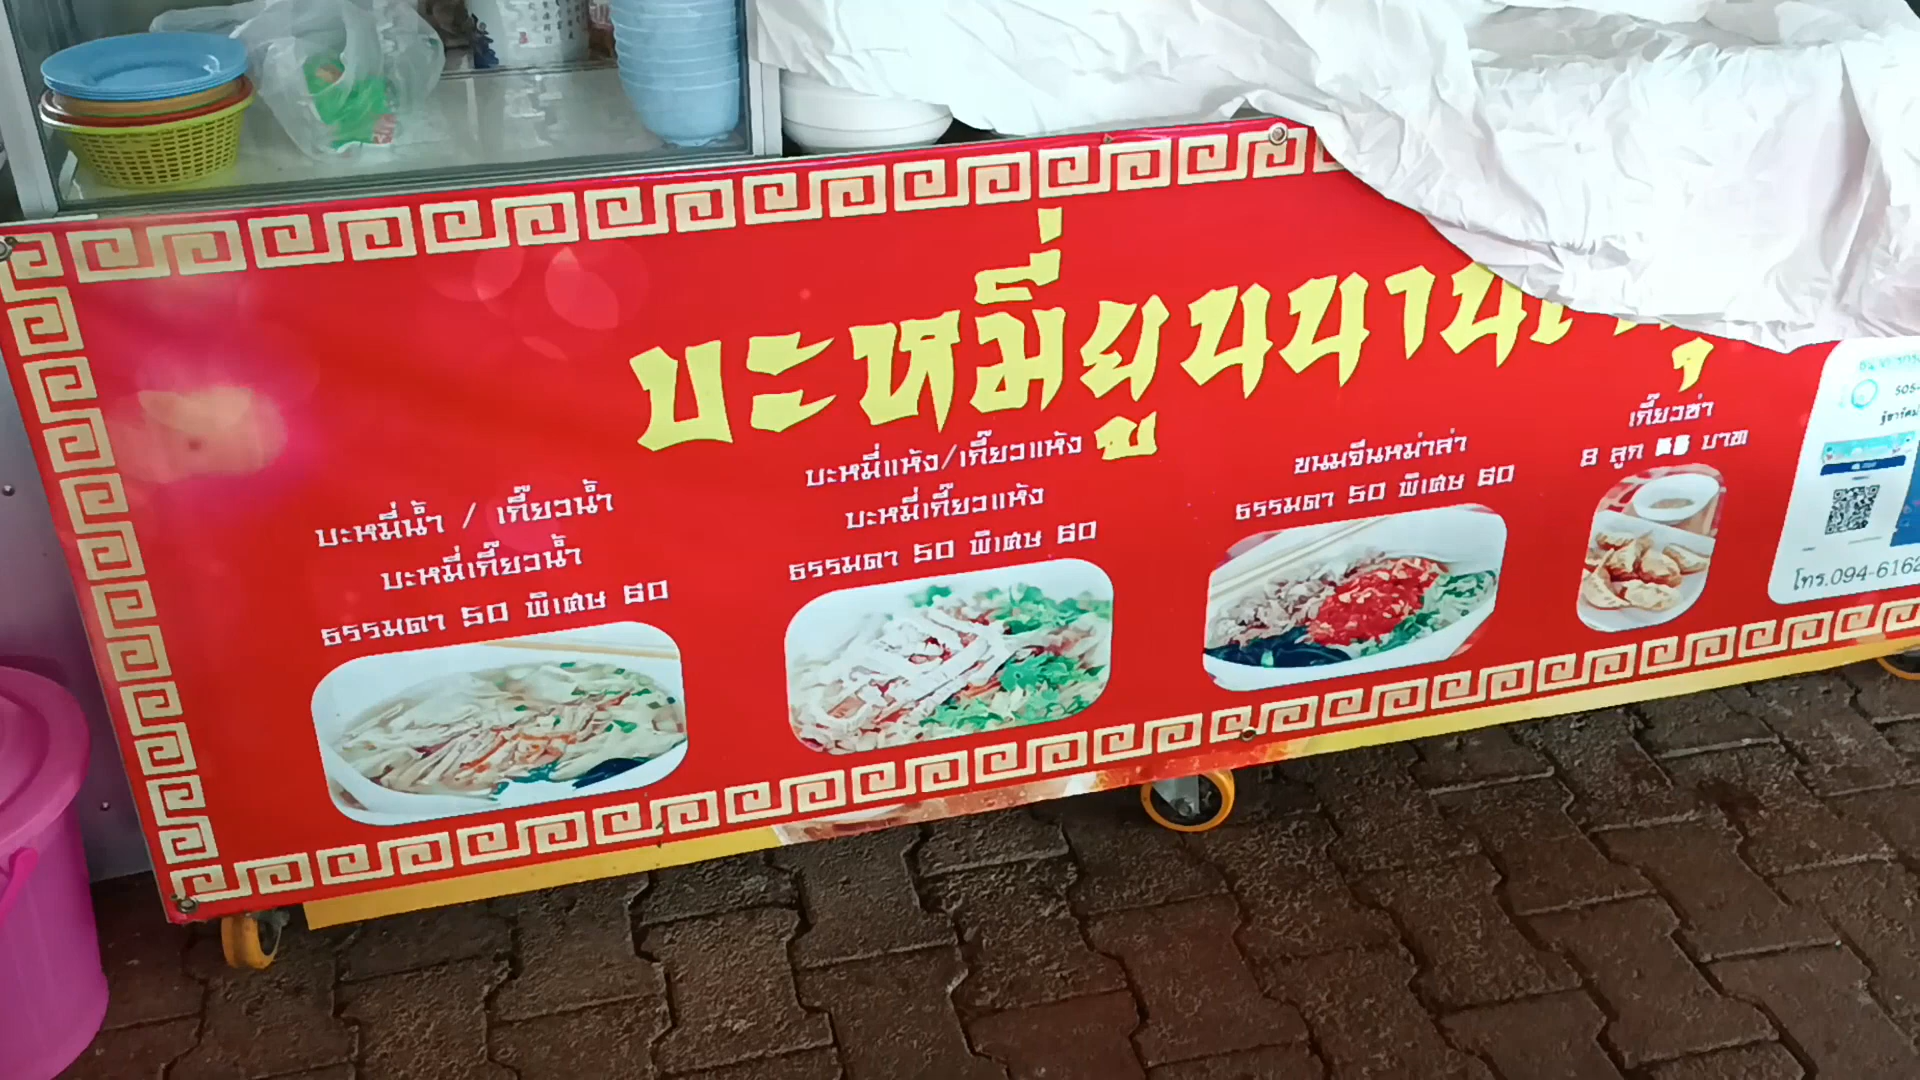 บะหมี่ยูนนาน
บะหมี่น้ำ / เกี๊ยวน้ำ
บะหมี่เกี๊ยวน้ำ
ธรรมดา 50 พิเศษ 60
บะหมี่แห้ง/เกี๊ยวแห้ง
บะหมี่เกี๊ยวแห้ง
ธรรมดา 50 พิเศษ 60
ขนมจีนหม่าล่า
ธรรมดา 50 พิเศษ 60
เกี๊ยวซ่า
8 ลูก บาท
505-
โทร.094-6162